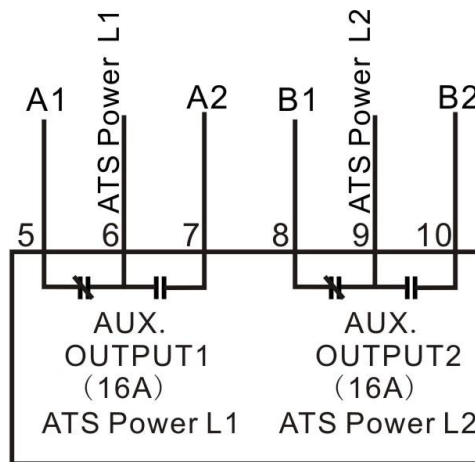 A1
ATS Power L1
A2
B1
ATS Power L2
B2
5
6
7
8
9
10
AUX.
OUTPUT1
（16A）
ATS Power L1
AUX.
OUTPUT2
（16A）
ATS Power L2